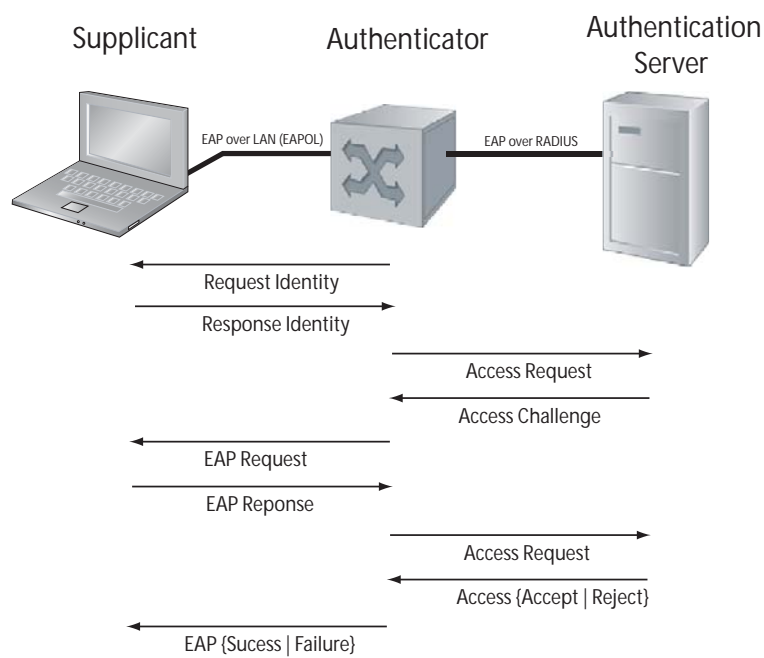 Supplicant
Authenticator
Authentication
Server
EAP over LAN (EAPOL)
EAP over RADIUS
Request Identity
Response Identity
Access Request
Access Challenge
EAP Request
EAP Reponse
Access Request
Access {Accept | Reject}
EAP {Sucess | Failure}